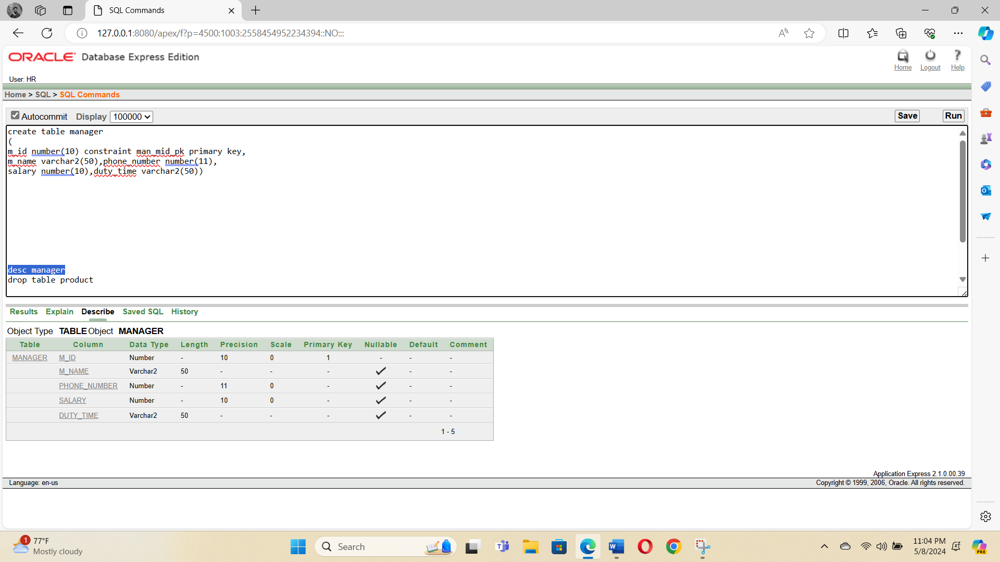 SQL Commands
127.0.0.1:8080/apex/f?p=4500:1003:2558454952234394::NO:::
ORACLE® Database Express Edition
Home Logout Help
User: HR
Home > SQL > SQL Commands
Autocommit Display 100000 Save Run
create table manager
(
m_id number(10) constraint man_mid_pk primary key,
m_name varchar2(50),phone_number number(11),
salary number(10),duty_time varchar2(50))
desc manager
drop table product
Results Explain Describe Saved SQL History
Object Type TABLE Object MANAGER
Table Column Data Type Length Precision Scale Primary Key Nullable Default Comment
MANAGER M_ID Number - 10 0 1 - - -
M_NAME Varchar2 50 - - - - -
PHONE_NUMBER Number - 11 0 - - -
SALARY Number - 10 0 - - -
DUTY_TIME Varchar2 50 - - - - -
1 - 5
Application Express 2.1.0.00.39
Language: en-us Copyright © 1999, 2006, Oracle. All rights reserved.
1 77°F
Mostly cloudy
Search
11:04 PM
5/8/2024
PRE